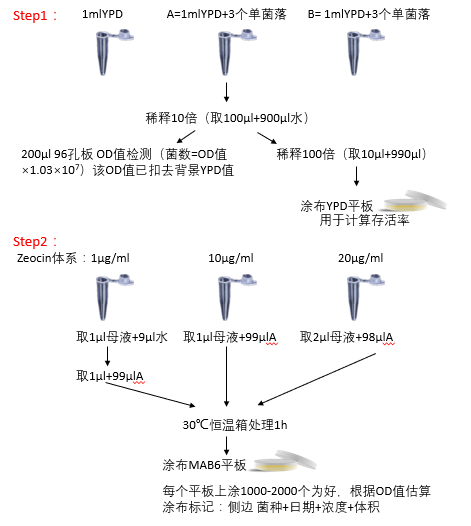 Step1：
1mlYPD
A=1mlYPD+3个单菌落
B= 1mlYPD+3个单菌落
稀释10倍（取100μl+900μl水）
200μl 96孔板 OD值检测（菌数=OD值
×1.03×10⁷）该OD值已扣去背景YPD值
稀释100倍（取10μl+990μl）
涂布YPD平板
用于计算存活率
Step2：
Zeocin体系：1μg/ml
10μg/ml
20μg/ml
取1μl母液+9μl水
取1μl母液+99μlA
取2μl母液+98μlA
取1μl+99μlA
30℃恒温箱处理1h
涂布MAB6平板
每个平板上涂1000-2000个为好，根据OD值估算
涂布标记：侧边 菌种+日期+浓度+体积